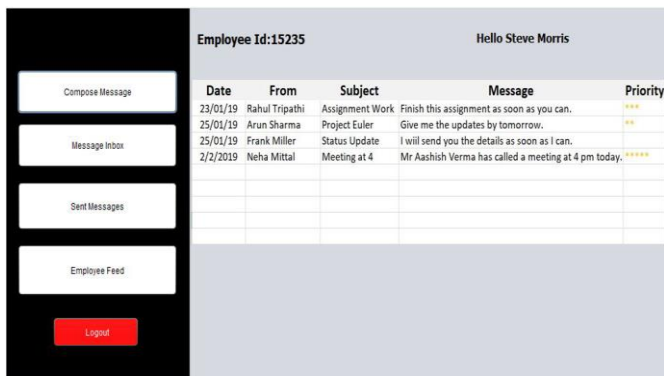 Employee Id:15235 Hello Steve Morris
Compose Message
Message Inbox
Sent Messages
Employee Feed
Logout
Date From Subject Message Priority
23/01/19 Rahul Tripathi Assignment Work Finish this assignment as soon as you can. ***
25/01/19 Arun Sharma Project Euler Give me the updates by tomorrow. **
25/01/19 Frank Miller Status Update I wiil send you the details as soon as I can.
2/2/2019 Neha Mittal Meeting at 4 Mr Aashish Verma has called a meeting at 4 pm today. *****